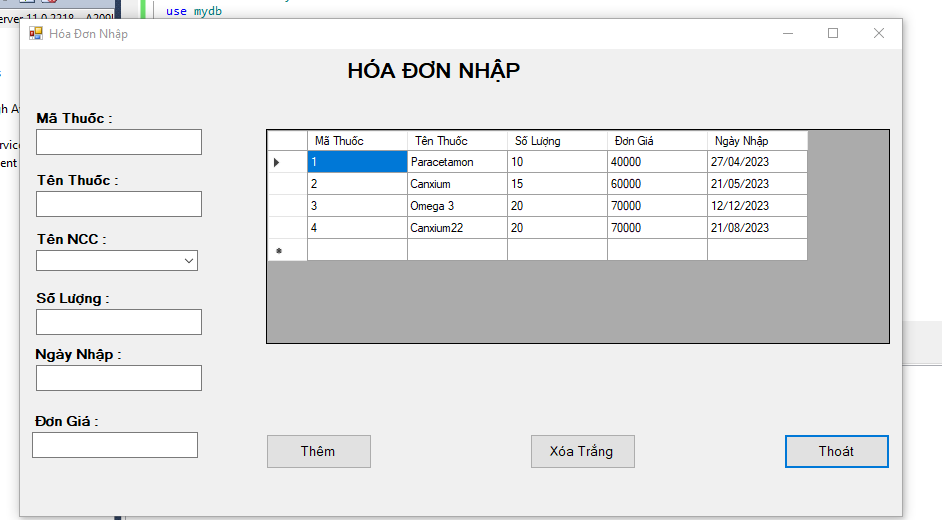 use mydb
erver 11.0.2218
Hóa Đơn Nhập
HÓA ĐƠN NHẬP
Mã Thuốc :
Tên Thuốc :
Tên NCC :
Số Lượng :
Ngày Nhập :
Đơn Giá :
Mã Thuốc Tên Thuốc Số Lượng Đơn Giá Ngày Nhập
1 Paracetamon 10 40000 27/04/2023
2 Canxium 15 60000 21/05/2023
3 Omega 3 20 70000 12/12/2023
4 Canxium22 20 70000 21/08/2023
Thêm Xóa Trắng Thoát